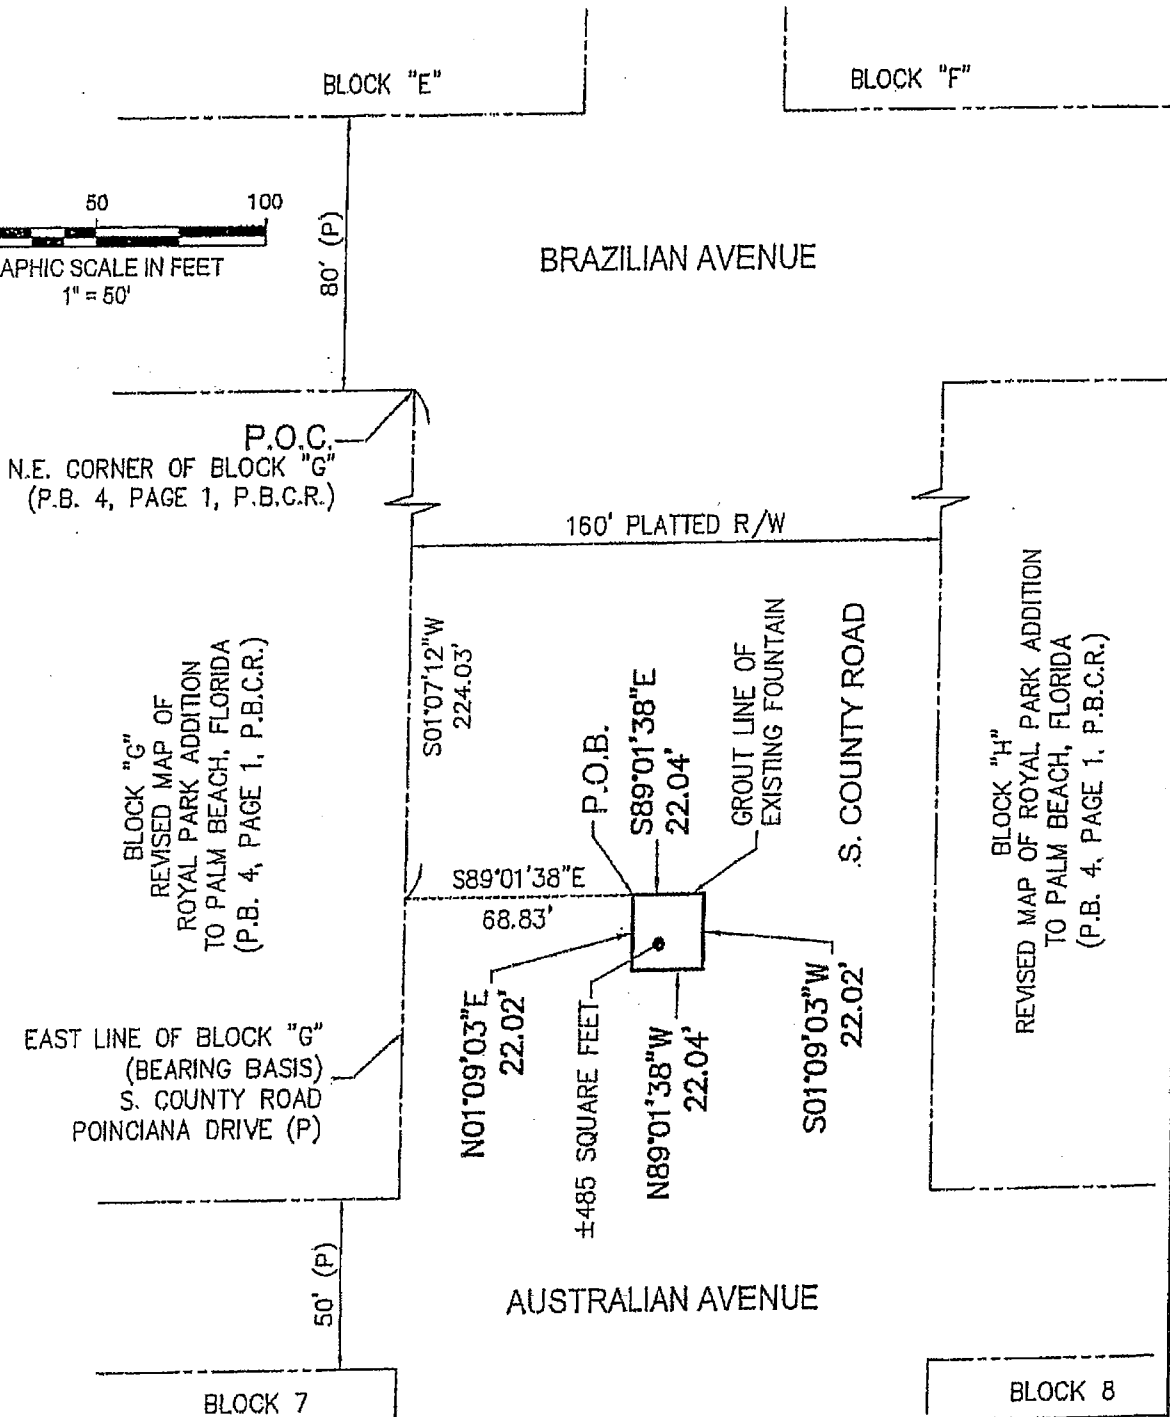 BLOCK "E"
BLOCK "F"
50 100
APHIC SCALE IN FEET
1" = 50'
80' (P)
BRAZILIAN AVENUE
P.O.C.
N.E. CORNER OF BLOCK "G"
(P.B. 4, PAGE 1, P.B.C.R.)
160' PLATTED R/W
BLOCK "G"
REVISED MAP OF
ROYAL PARK ADDITION
TO PALM BEACH, FLORIDA
(P.B. 4, PAGE 1, P.B.C.R.)
S01°07'12"W
224.03'
P.O.B.
S89°01'38"E
22.04'
GROUT LINE OF
EXISTING FOUNTAIN
S. COUNTY ROAD
BLOCK "H"
REVISED MAP OF ROYAL PARK ADDITION
TO PALM BEACH, FLORIDA
(P.B. 4, PAGE 1, P.B.C.R.)
S89°01'38"E
68.83'
N01°09'03"E
22.02'
±485 SQUARE FEET
N89°01'38"W
22.04'
S01°09'03"W
22.02'
EAST LINE OF BLOCK "G"
(BEARING BASIS)
S. COUNTY ROAD
POINCIANA DRIVE (P)
50' (P)
AUSTRALIAN AVENUE
BLOCK 7
BLOCK 8